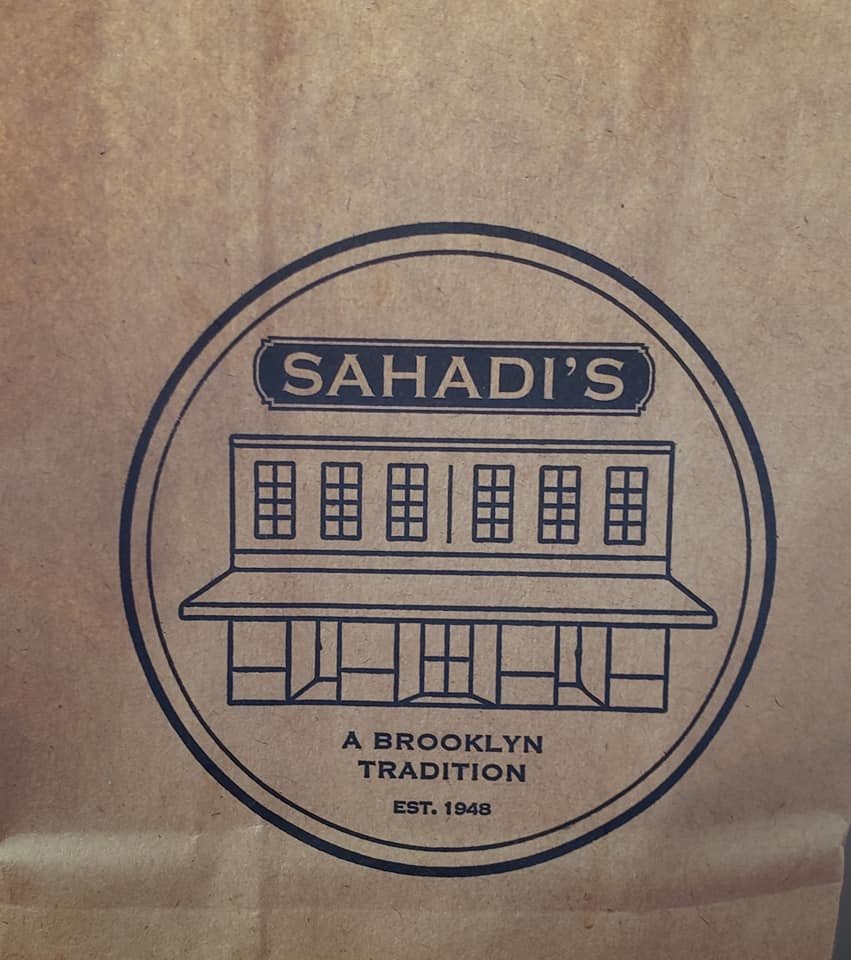 SAHADI'S
A BROOKLYN
TRADITION
EST. 1948